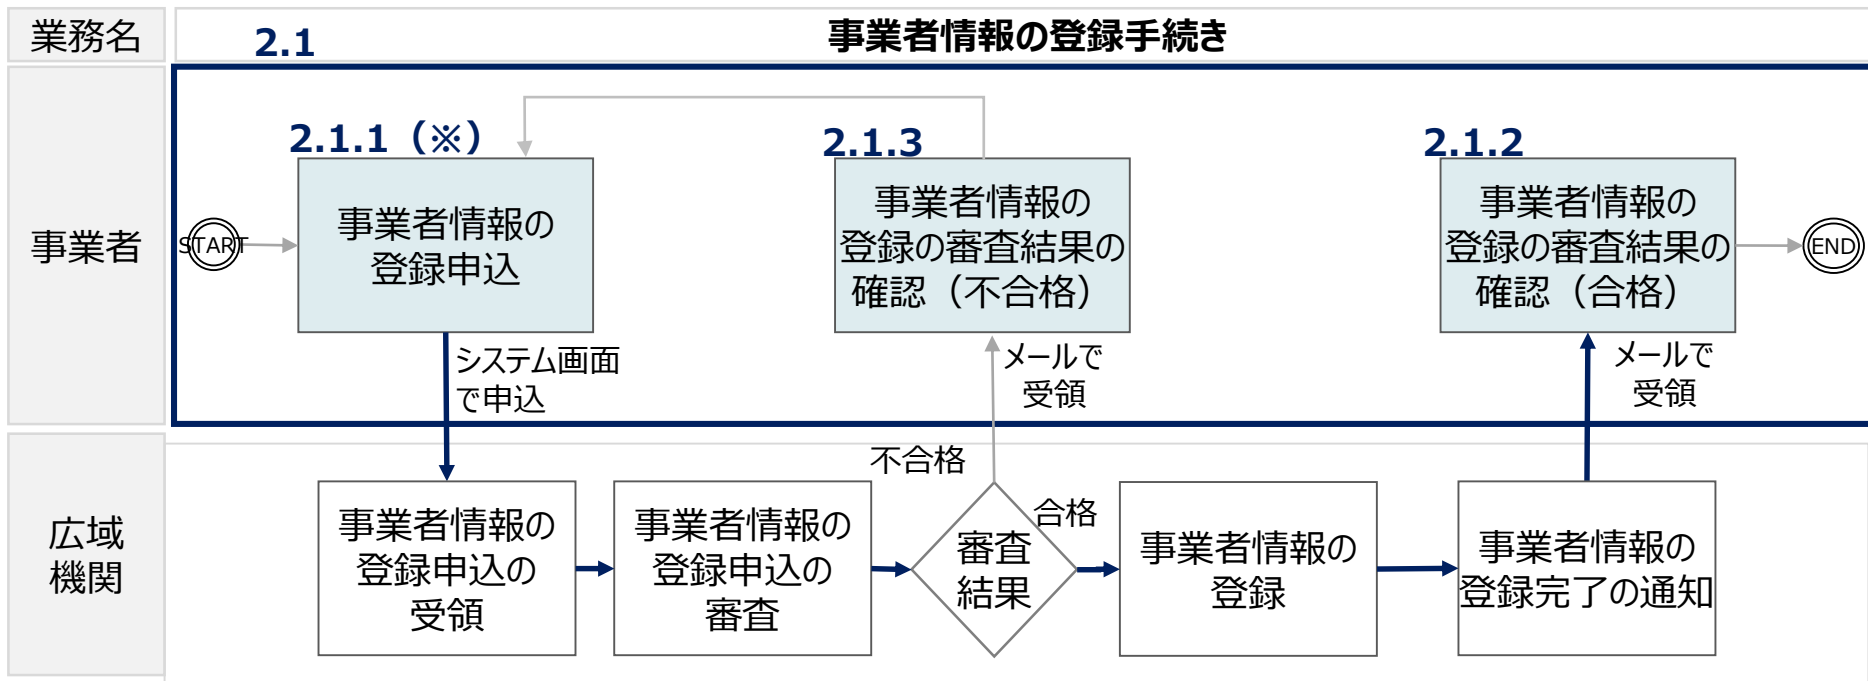 業務名
2.1
事業者情報の登録手続き
事業者
START
2.1.1（※）
事業者情報の
登録申込
2.1.3
事業者情報の
登録の審査結果の
確認（不合格）
2.1.2
事業者情報の
登録の審査結果の
確認（合格）
END
システム画面
で申込
メールで
受領
メールで
受領
広域
機関
事業者情報の
登録申込の
受領
事業者情報の
登録申込の
審査
不合格
審査
結果
合格
事業者情報の
登録
事業者情報の
登録完了の通知